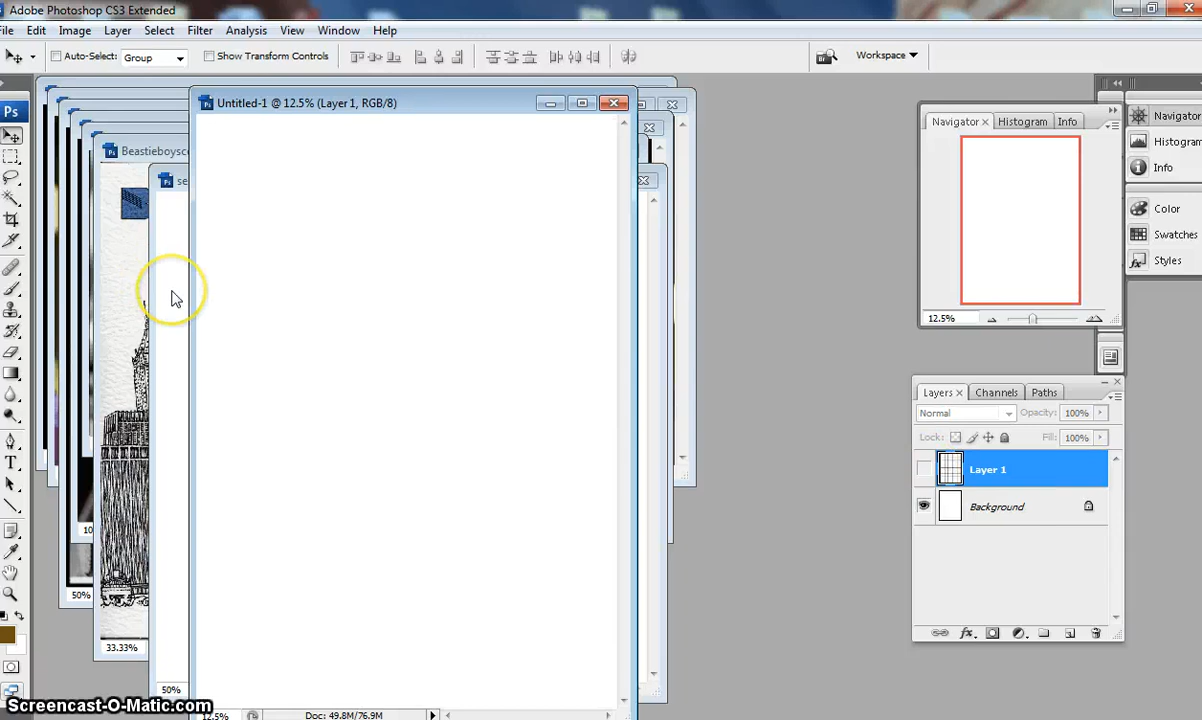 Adobe Photoshop CS3 Extended
File Edit Image Layer Select Filter Analysis View Window Help
Auto-Select: Group Show Transform Controls Workspace
Ps
Untitled-1 @ 12.5% (Layer 1, RGB/8)
Beastieboysc
se
Navigator Histogram Info
12.5%
Navigator
Histogram
Info
Color
Swatches
Styles
Layers Channels Paths
Normal Opacity: 100%
Lock: Fill: 100%
Layer 1
Background
10
50%
33.33%
50%
12.5% Doc: 49.8M/76.9M
Screencast-O-Matic.com